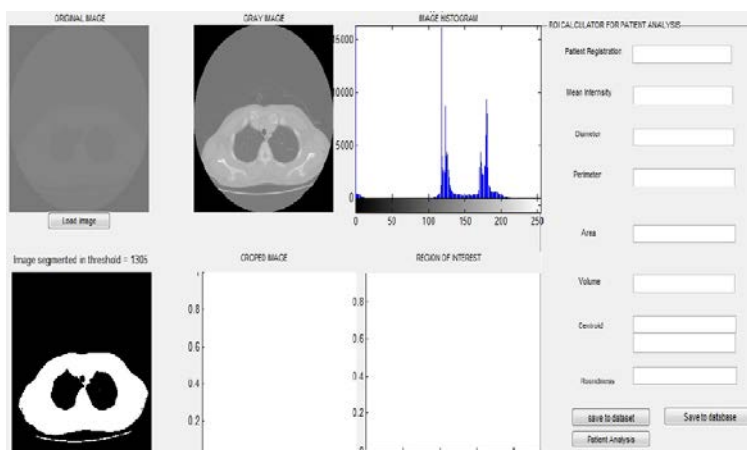 ORIGINAL IMAGE
GRAY IMAGE
IMAGE HISTOGRAM
ROI CALCULATOR FOR PATIENT ANALYSIS
15000
10000
5000
0
0 50 100 150 200 250
Load Image
Patient Registration
Mean Internsity
Diameter
Perimeter
Area
Volume
Centroid
Roundness
save to dataset
Save to database
Patient Analysis
Image segmented in threshold = 1305
CROPED IMAGE
1
0.8
0.6
0.4
0.2
REGION OF INTEREST
0.8
0.6
0.4
0.2
0